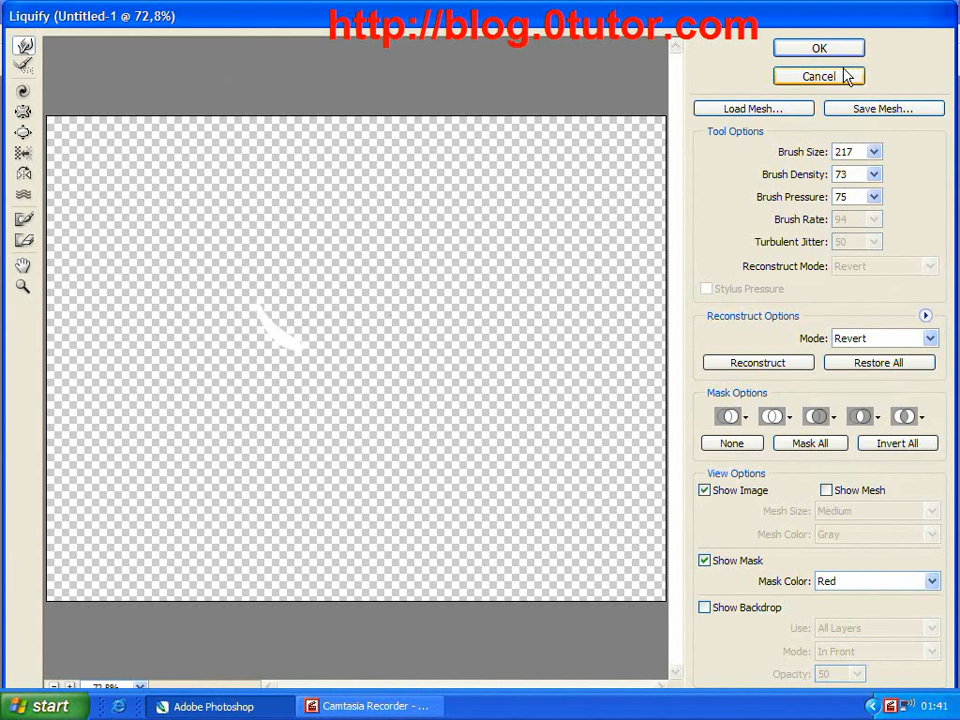 Liquify (Untitled-1 @ 72,8%)
http://blog.0tutor.com
OK
Cancel
Load Mesh...
Save Mesh...
Tool Options
Brush Size: 217
Brush Density: 73
Brush Pressure: 75
Brush Rate: 94
Turbulent Jitter: 50
Reconstruct Mode: Revert
Stylus Pressure
Reconstruct Options
Mode: Revert
Reconstruct
Restore All
Mask Options
None
Mask All
Invert All
View Options
Show Image
Show Mesh
Mesh Size: Medium
Mesh Color: Gray
Show Mask
Mask Color: Red
Show Backdrop
Use: All Layers
Mode: In Front
Opacity: 50
72,8%
start
Adobe Photoshop
Camtasia Recorder - ...
01:41